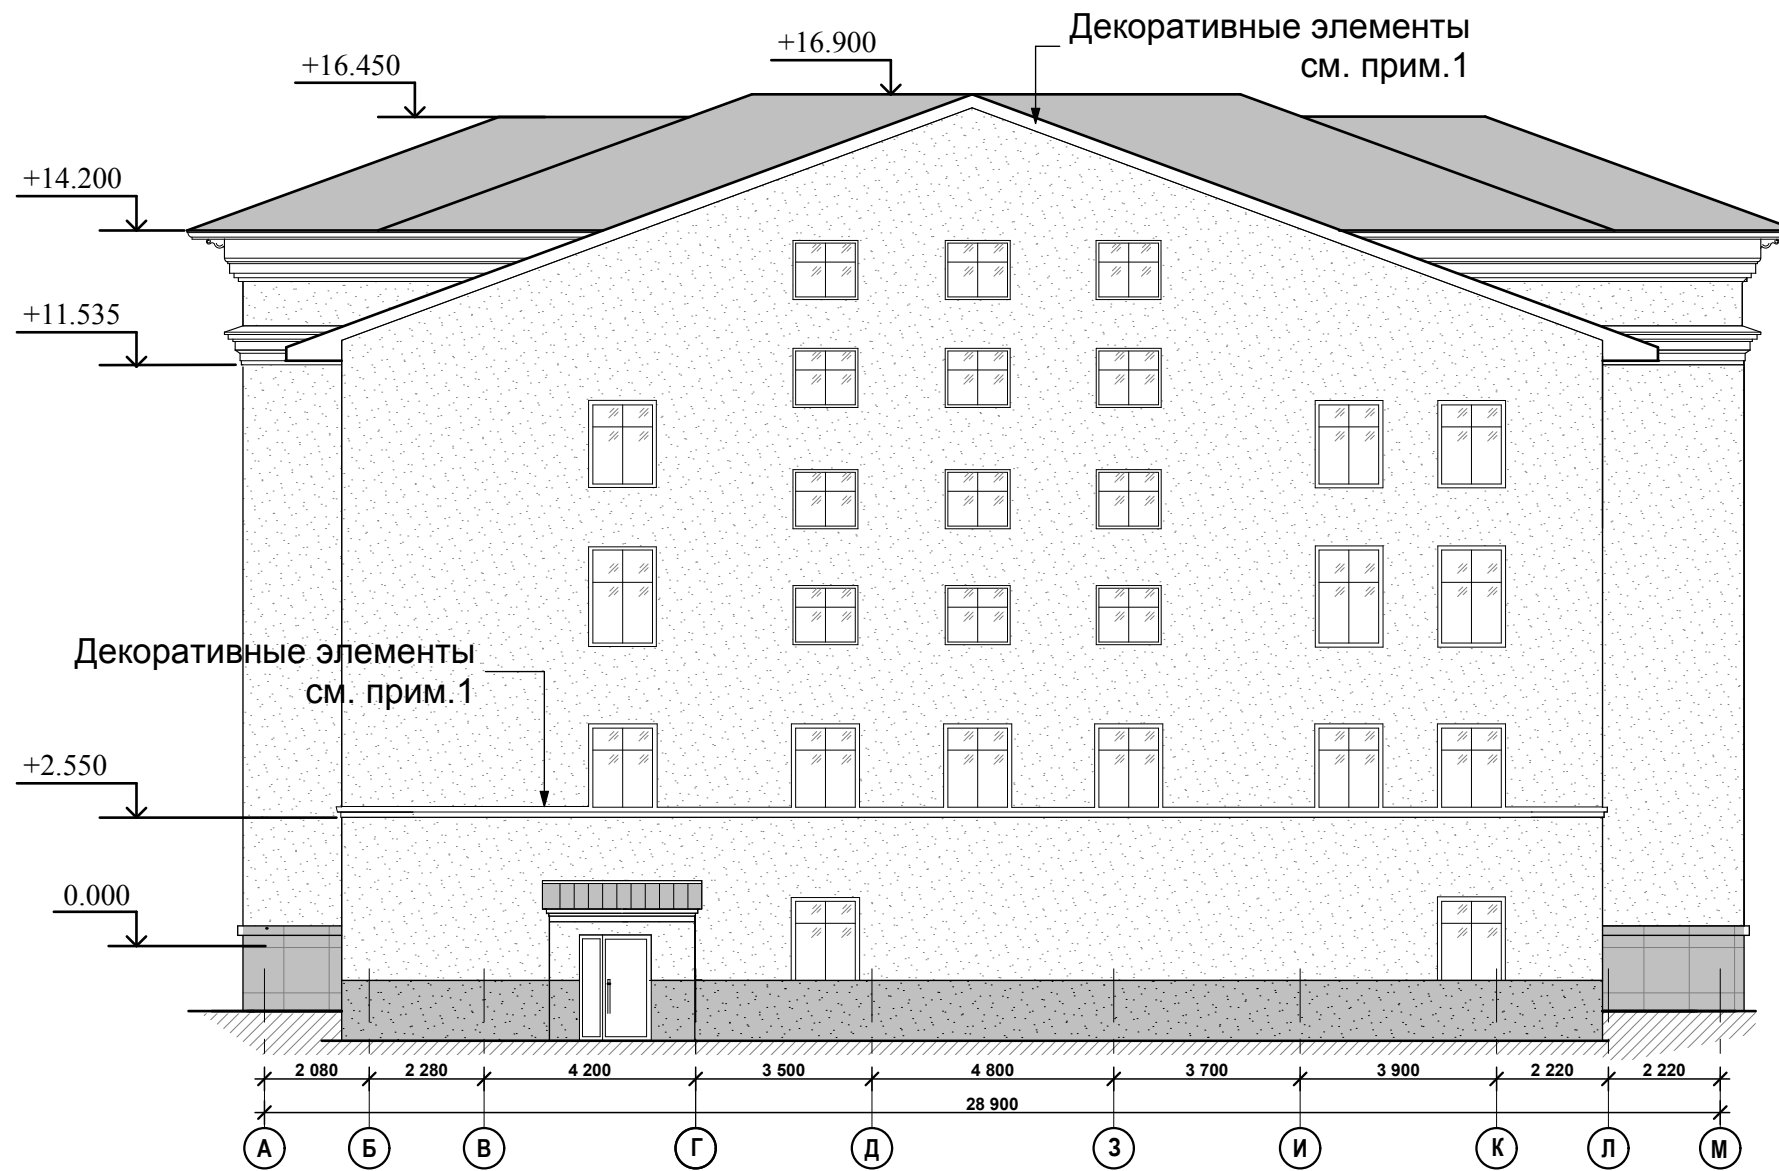 Декоративные элементы
см. прим.1
+16.900
+16.450
+14.200
+11.535
Декоративные элементы
см. прим.1
+2.550
0.000
2 080 2 280 4 200 3 500 4 800 3 700 3 900 2 220 2 220
28 900
А Б В Г Д З И К Л М